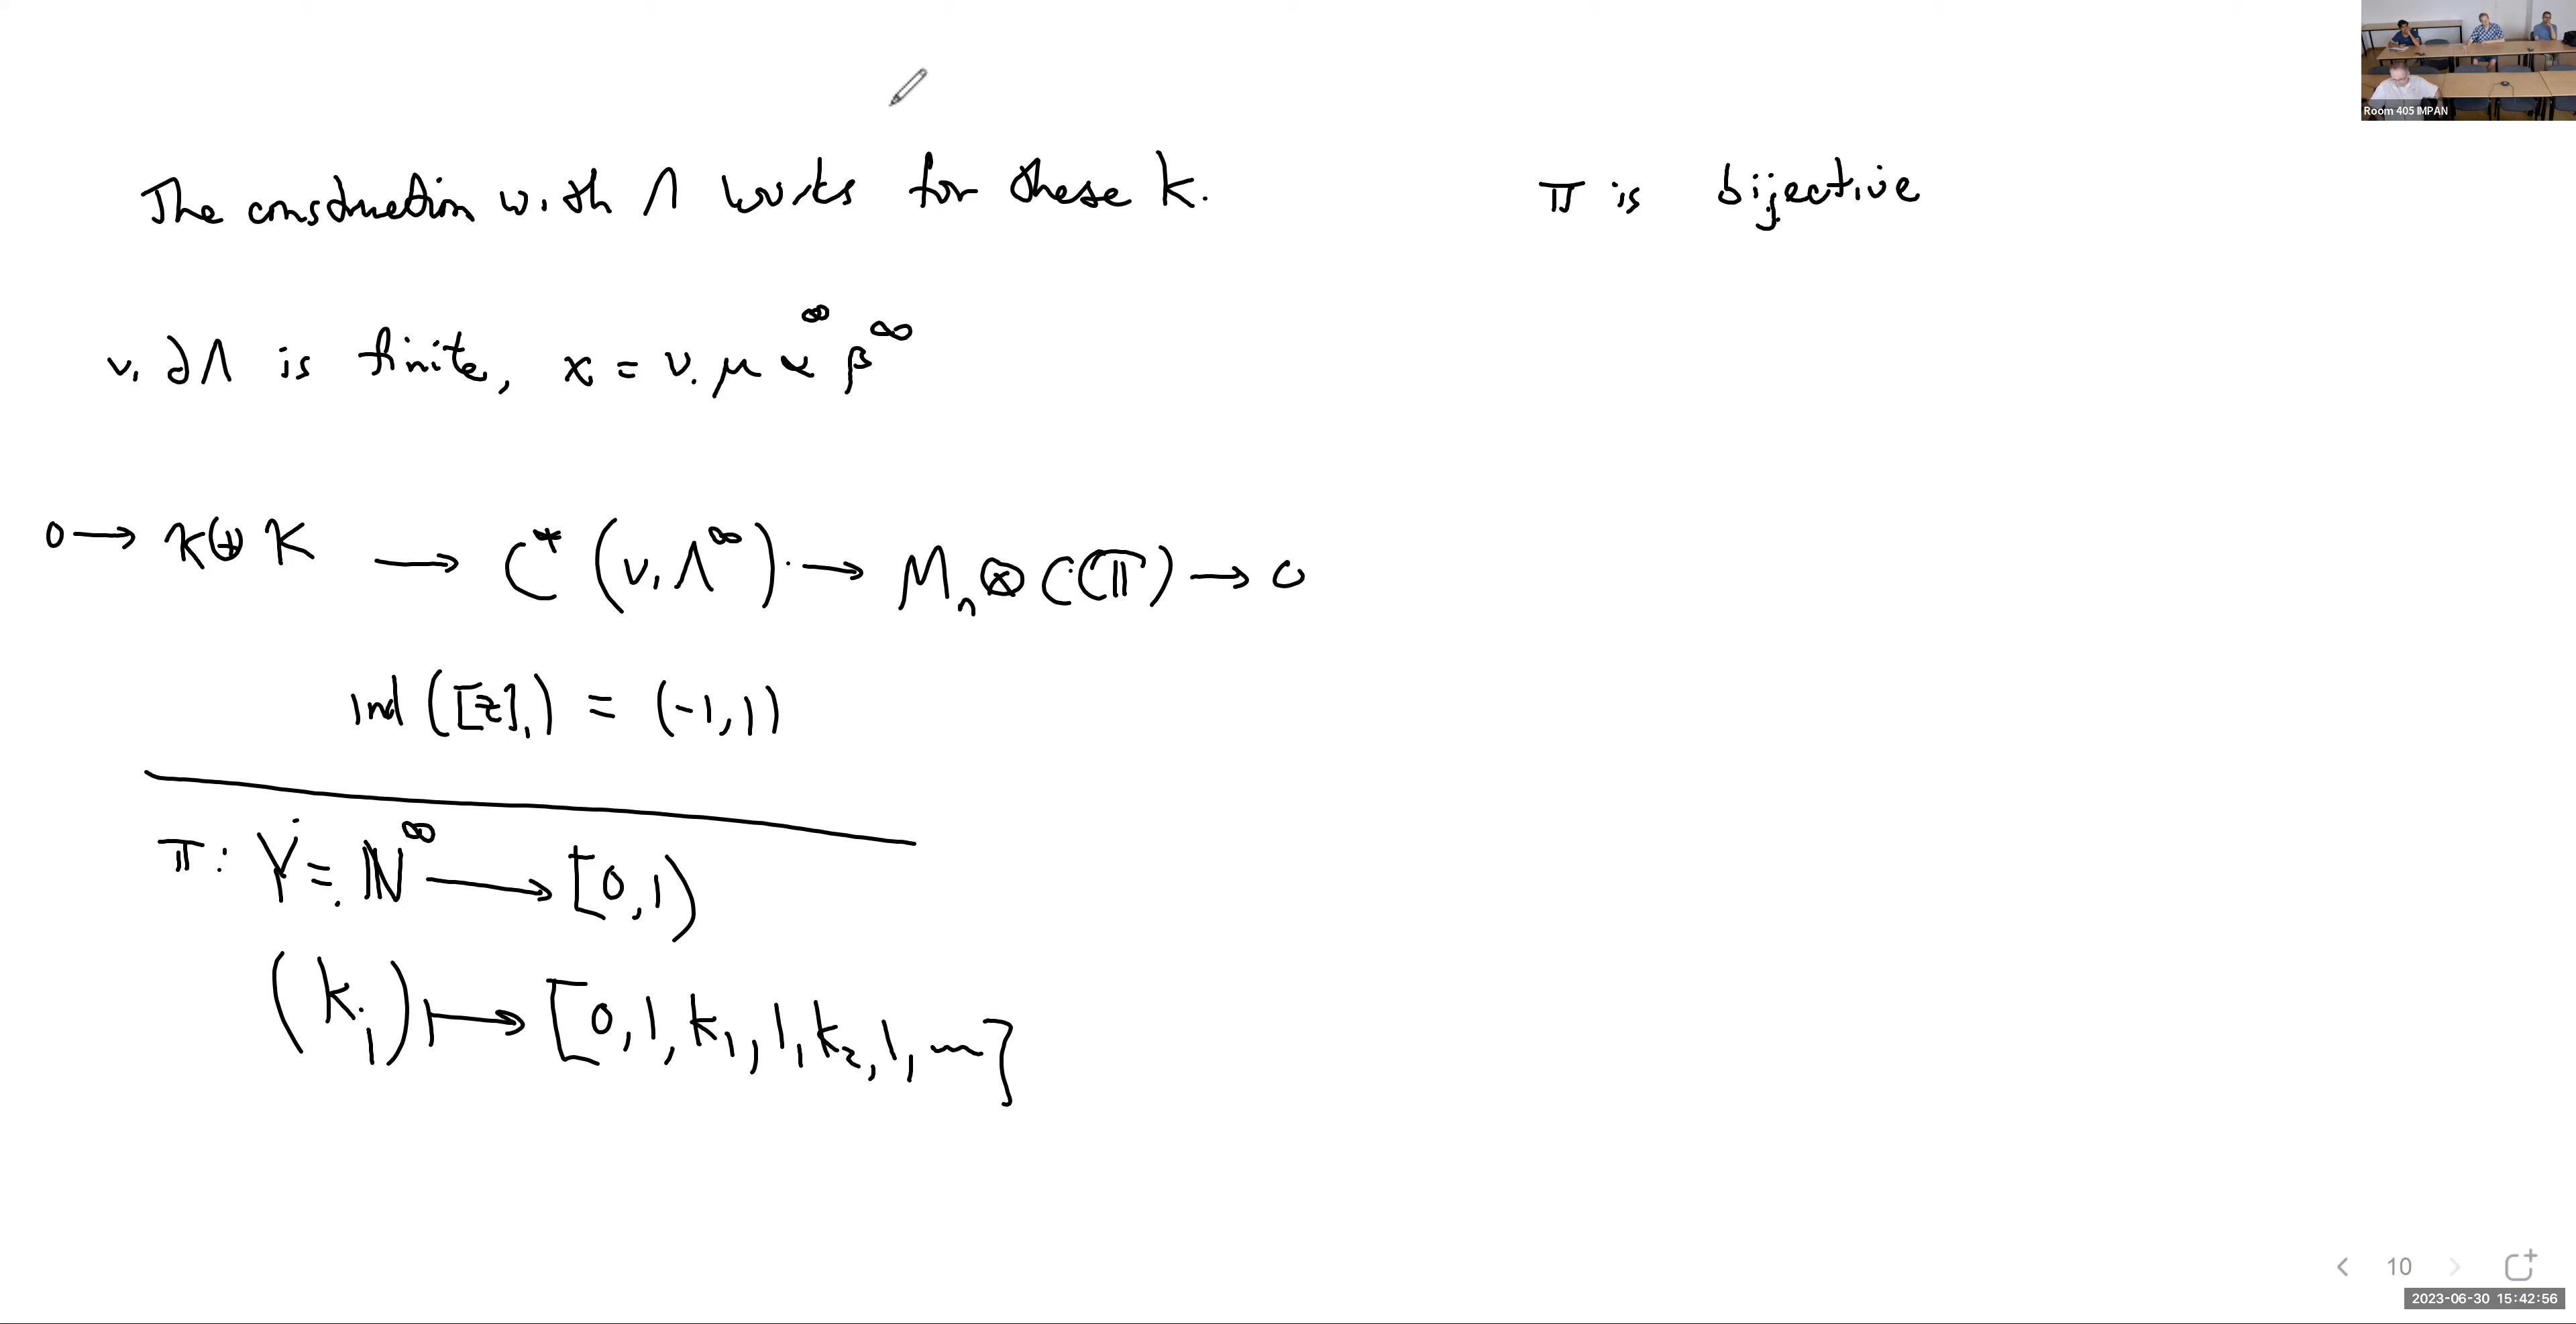 Room 405 IMPAN
The construction with Λ works for these k.
π is bijective
v. ∂Λ is finite, x = v. μ α^∞ β^∞
0 → K ⊕ K → C* (v, Λ^∞) → M_n ⊗ C(𝕋) → 0
ind ([z]_1) = (-1, 1)
π : Y = ℕ^∞ → [0, 1)
(k_i) ↦ [0, 1, k_1, 1, k_2, 1, ...]
10
2023-06-30 15:42:56